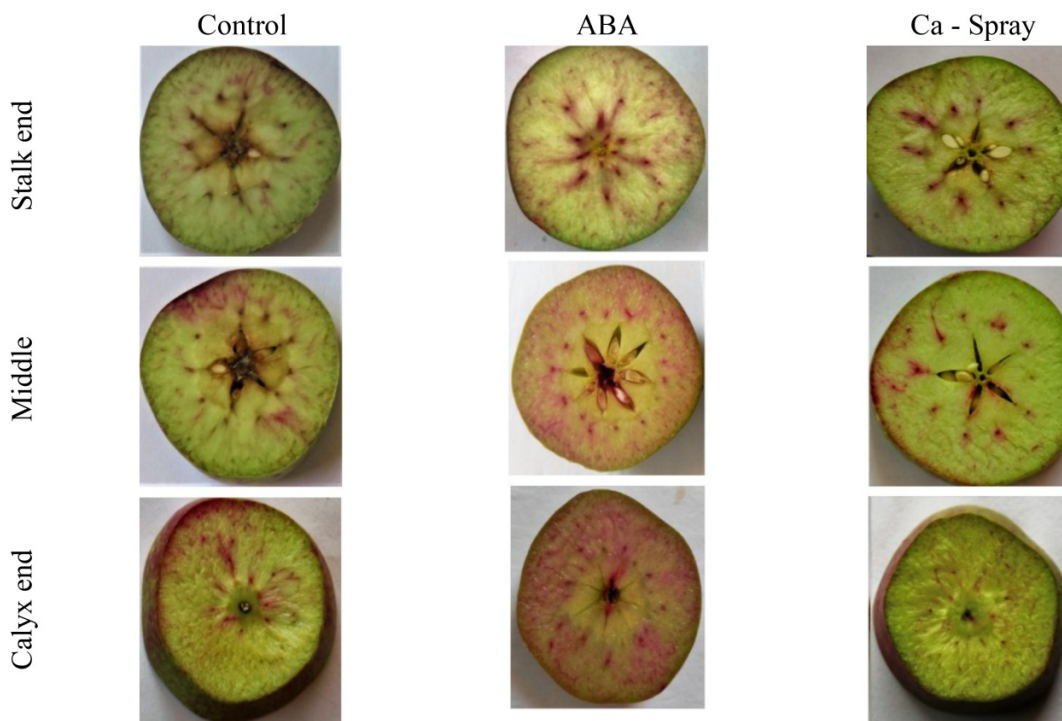 Control
ABA
Ca - Spray
Stalk end
Middle
Calyx end